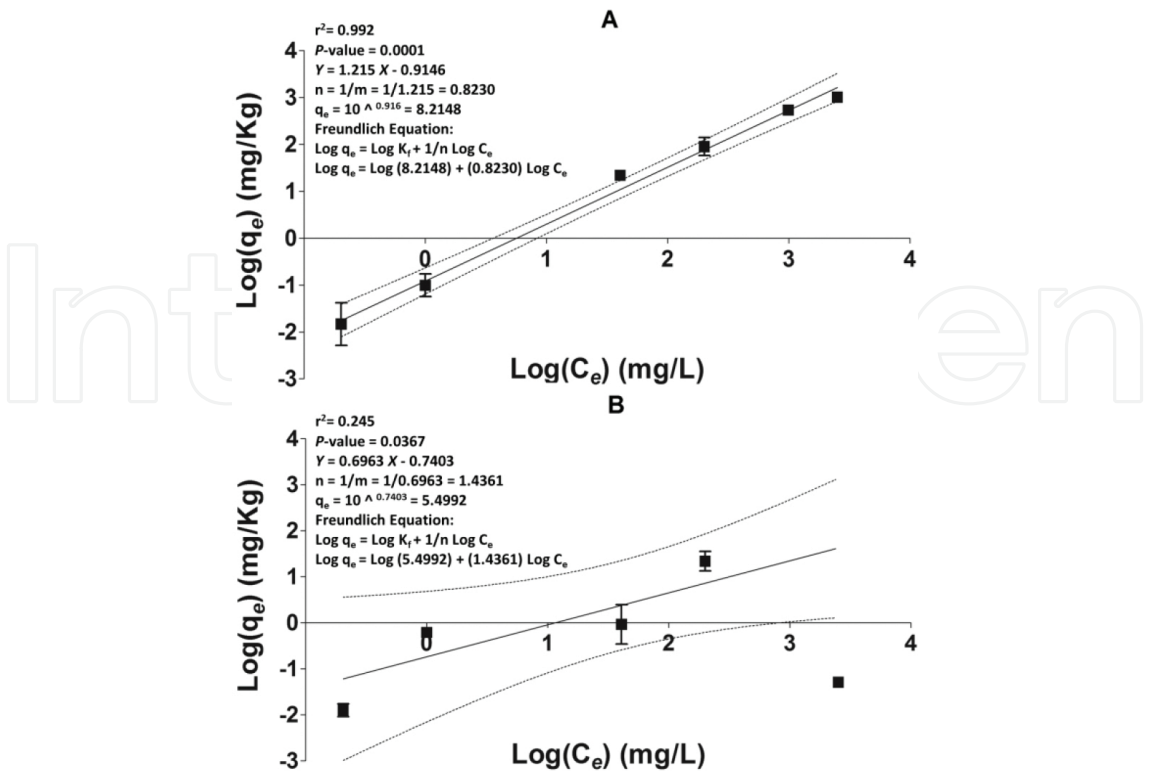 A
r²= 0.992
P-value = 0.0001
Y = 1.215 X - 0.9146
n = 1/m = 1/1.215 = 0.8230
qₑ = 10 ^ ⁰·⁹¹⁶ = 8.2148
Freundlich Equation:
Log qₑ = Log K_f + 1/n Log Cₑ
Log qₑ = Log (8.2148) + (0.8230) Log Cₑ
Log(qₑ) (mg/Kg)
4
3
2
1
0
-1
-2
-3
0 1 2 3 4
Log(Cₑ) (mg/L)
Int en
B
r²= 0.245
P-value = 0.0367
Y = 0.6963 X - 0.7403
n = 1/m = 1/0.6963 = 1.4361
qₑ = 10 ^ ⁰·⁷⁴⁰³ = 5.4992
Freundlich Equation:
Log qₑ = Log K_f + 1/n Log Cₑ
Log qₑ = Log (5.4992) + (1.4361) Log Cₑ
Log(qₑ) (mg/Kg)
4
3
2
1
0
-1
-2
-3
0 1 2 3 4
Log(Cₑ) (mg/L)